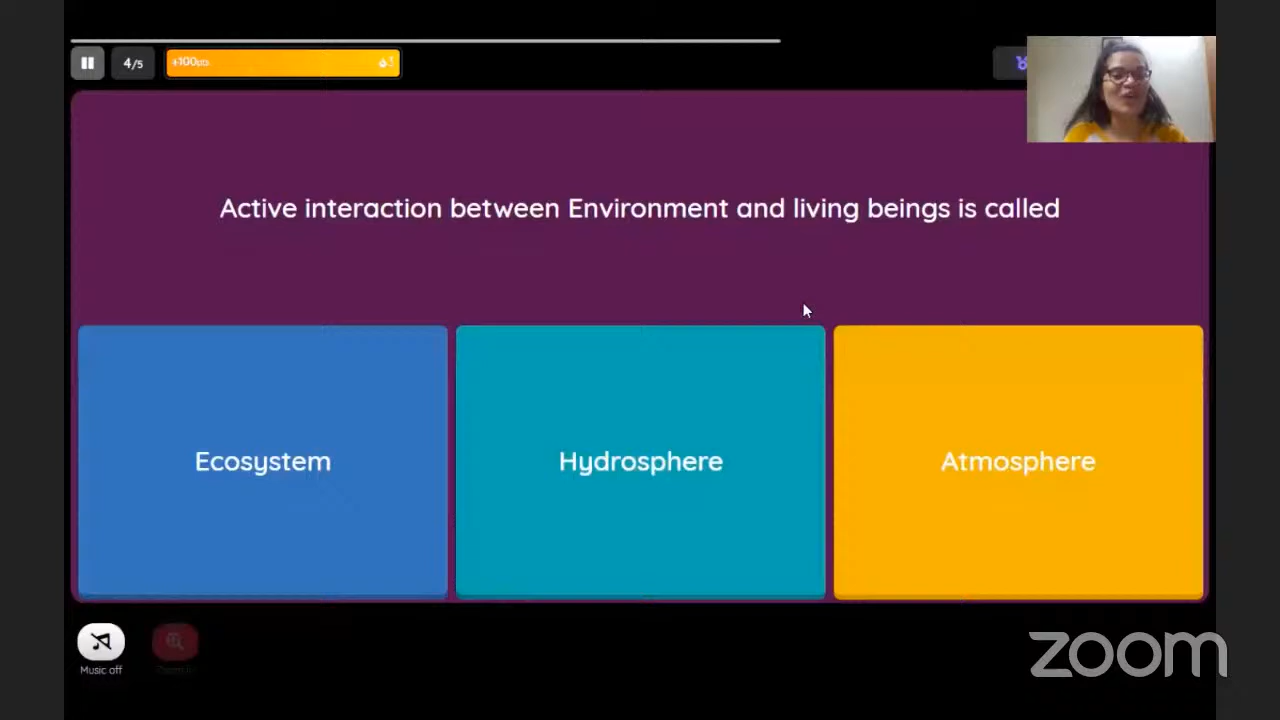 4/5
Active interaction between Environment and living beings is called
Ecosystem
Hydrosphere
Atmosphere
Music off
zoom